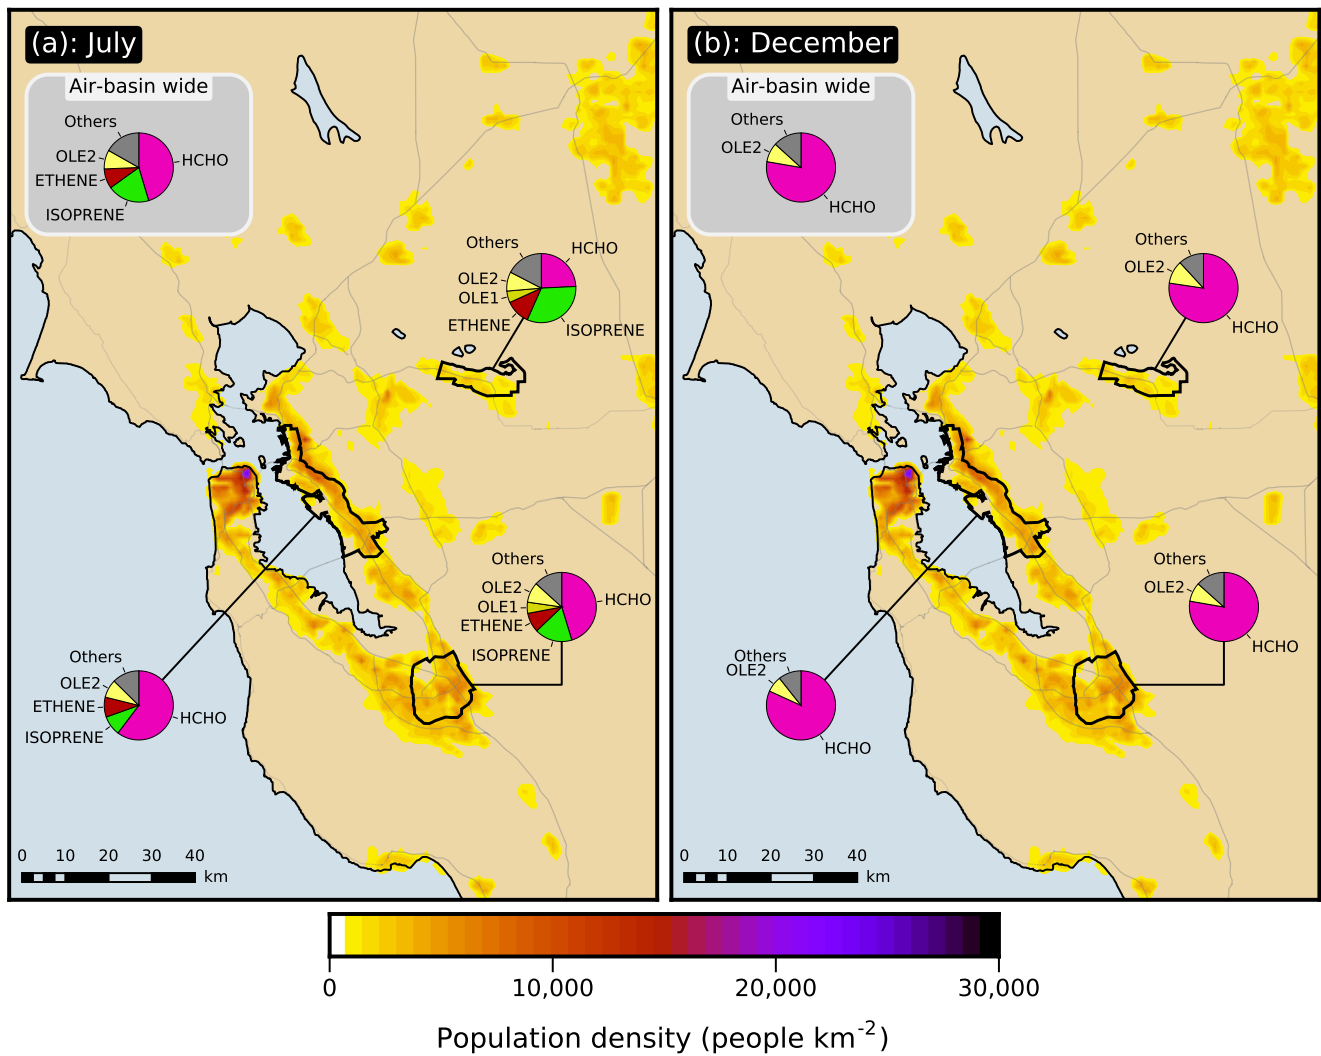 (a): July
Air-basin wide
Others
OLE2
HCHO
ETHENE
ISOPRENE
Others
HCHO
OLE2
OLE1
ETHENE
ISOPRENE
Others
OLE2
HCHO
OLE1
ETHENE
ISOPRENE
Others
OLE2
ETHENE
HCHO
ISOPRENE
0 10 20 30 40
km
(b): December
Air-basin wide
Others
OLE2
HCHO
Others
OLE2
HCHO
Others
OLE2
HCHO
Others
OLE2
HCHO
0 10 20 30 40
km
0 10,000 20,000 30,000
Population density (people km-2)